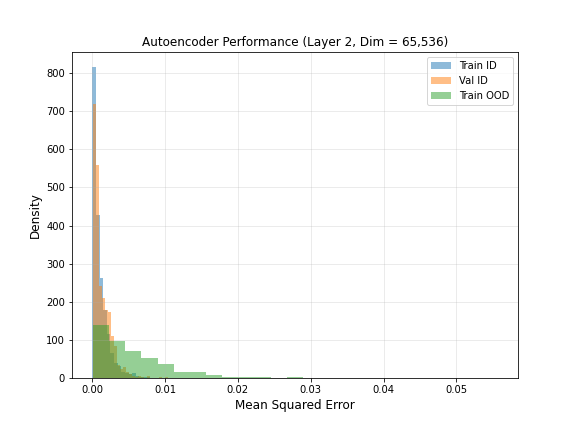 Autoencoder Performance (Layer 2, Dim = 65,536)
Train ID
Val ID
Train OOD
Density
800
700
600
500
400
300
200
100
0
0.00 0.01 0.02 0.03 0.04 0.05
Mean Squared Error